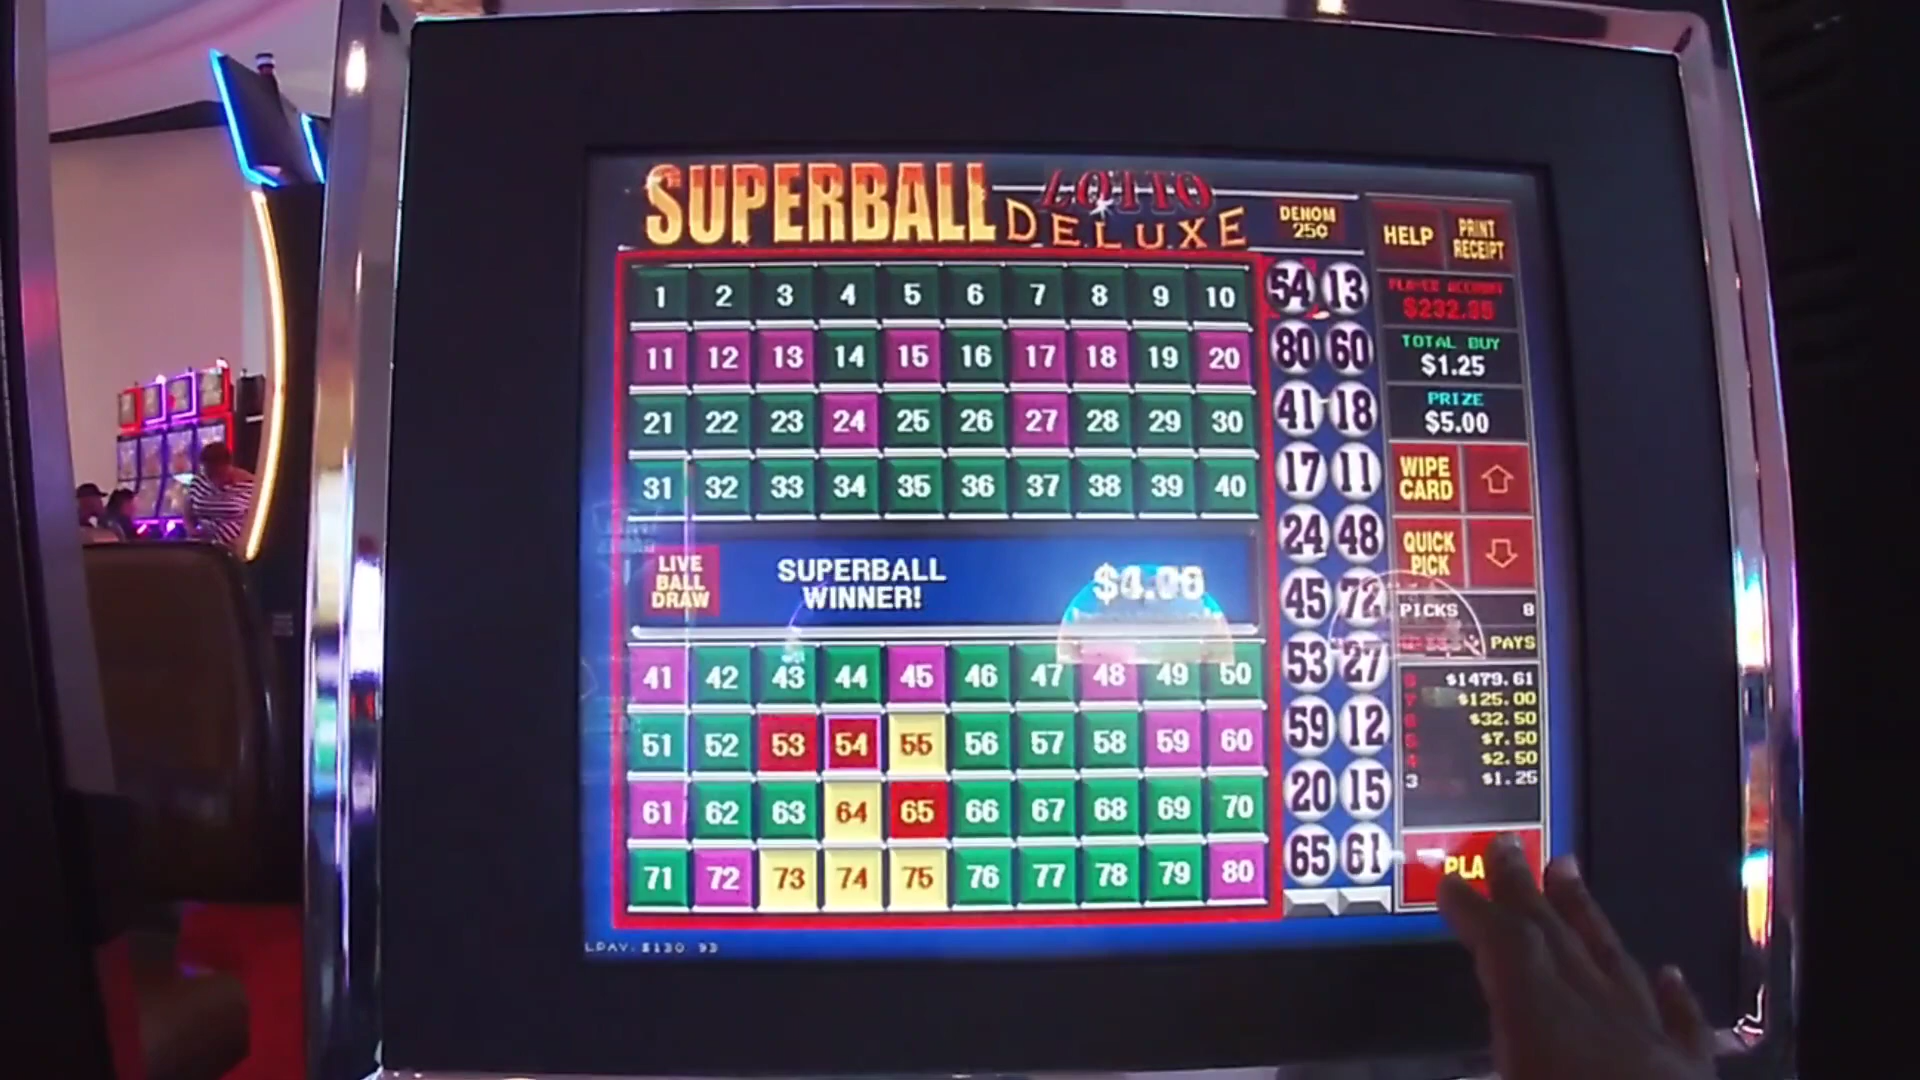 SUPERBALL LOTTO
DELUXE
DENOM
25¢
HELP
PRINT
RECEIPT
PLAYER ACCOUNT
TOTAL BUY
$1.25
PRIZE
$5.00
WIPE
CARD
QUICK
PICK
PICKS 8
PAYS
$1479.61
7 $125.00
$32.50
$7.50
4 $2.50
3 $1.25
PLA
1 2 3 4 5 6 7 8 9 10
11 12 13 14 15 16 17 18 19 20
21 22 23 24 25 26 27 28 29 30
31 32 33 34 35 36 37 38 39 40
LIVE
BALL
DRAW
SUPERBALL
WINNER!
41 42 43 44 45 46 47 48 49 50
51 52 53 54 55 56 57 58 59 60
61 62 63 64 65 66 67 68 69 70
71 72 73 74 75 76 77 78 79 80
54 13
80 60
41 18
17 11
24 48
45 72
53 27
59 12
20 15
65 61